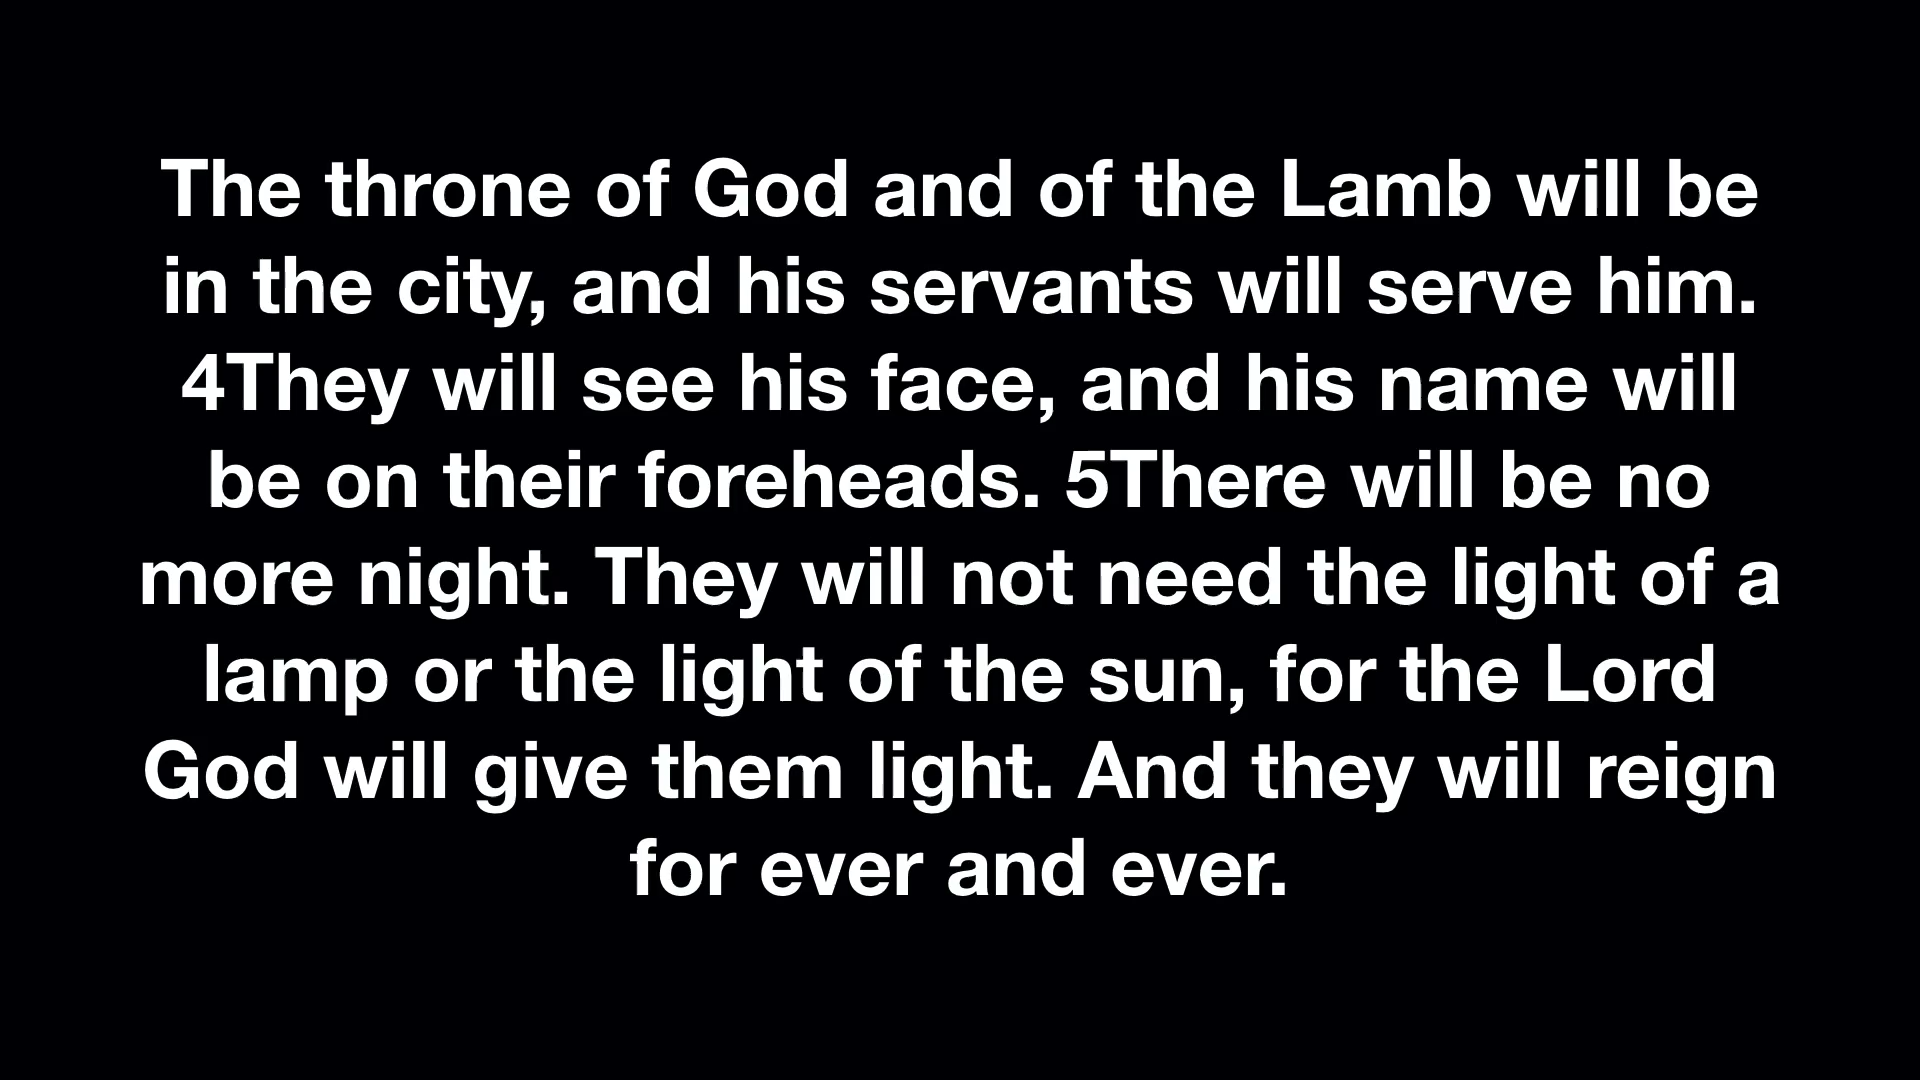 The throne of God and of the Lamb will be
in the city, and his servants will serve him.
4They will see his face, and his name will
be on their foreheads. 5There will be no
more night. They will not need the light of a
lamp or the light of the sun, for the Lord
God will give them light. And they will reign
for ever and ever.